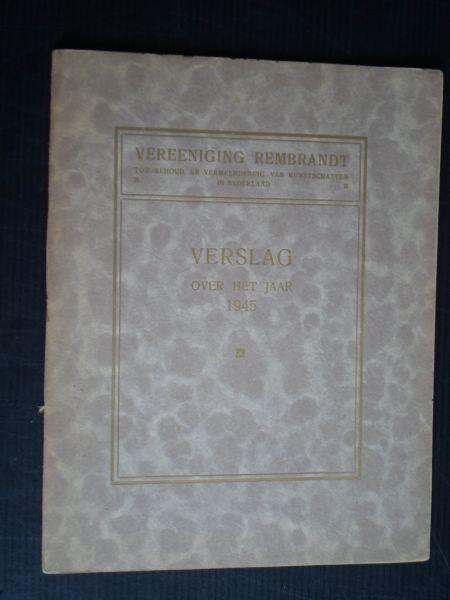 VEREENIGING REMBRANDT
TOT BEHOUD EN VERMEERDERING VAN KUNSTSCHATTEN
IN NEDERLAND
VERSLAG
OVER HET JAAR
1945